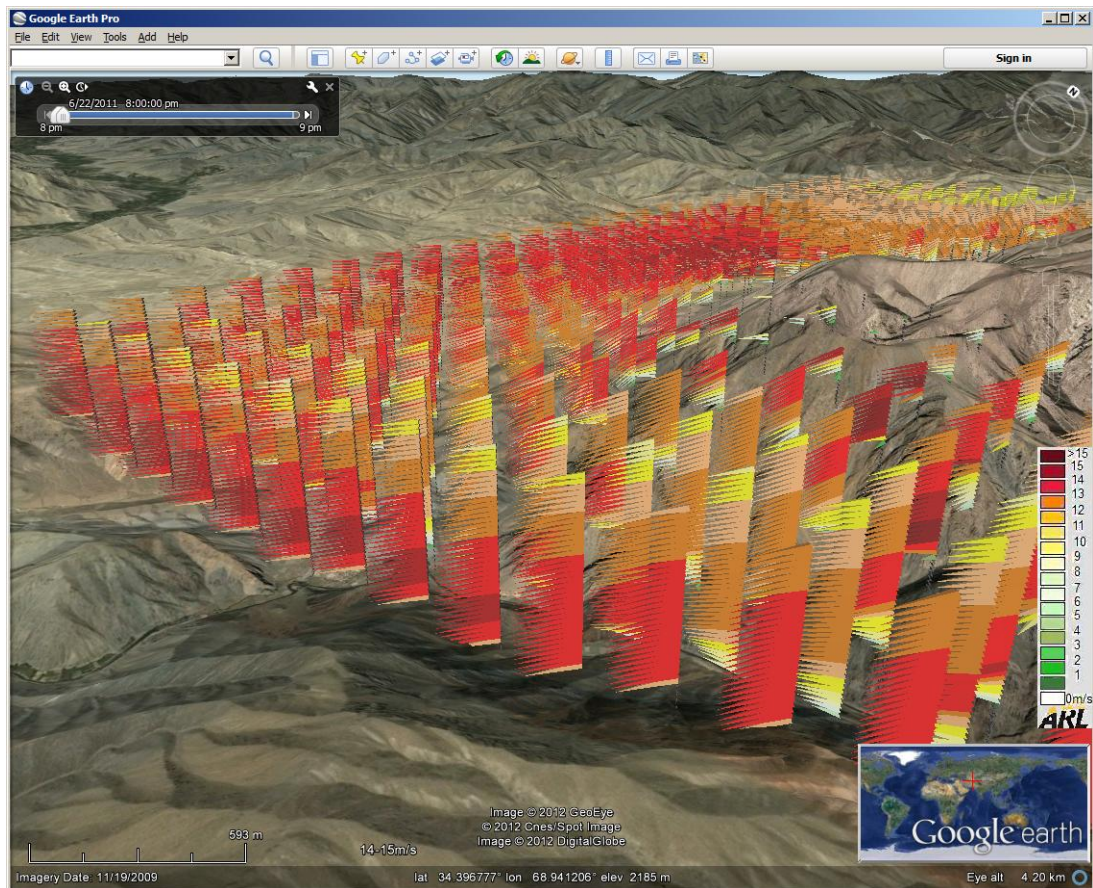 Google Earth Pro
File Edit View Tools Add Help
Sign in
6/22/2011 8:00:00 pm
8 pm 9 pm
N
>15
15
14
13
12
11
10
9
8
7
6
5
4
3
2
1
0m/s
ARL
Google earth
593 m
14-15m/s
Image © 2012 GeoEye
© 2012 Cnes/Spot Image
Image © 2012 DigitalGlobe
Imagery Date: 11/19/2009 lat 34.396777° lon 68.941206° elev 2185 m Eye alt 4.20 km